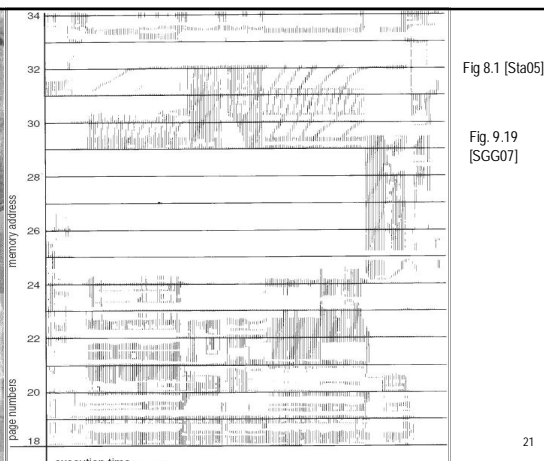 34
32
30
28
26
24
22
20
18
memory address
page numbers
execution time
Fig 8.1 [Sta05]
Fig. 9.19
[SGG07]
21